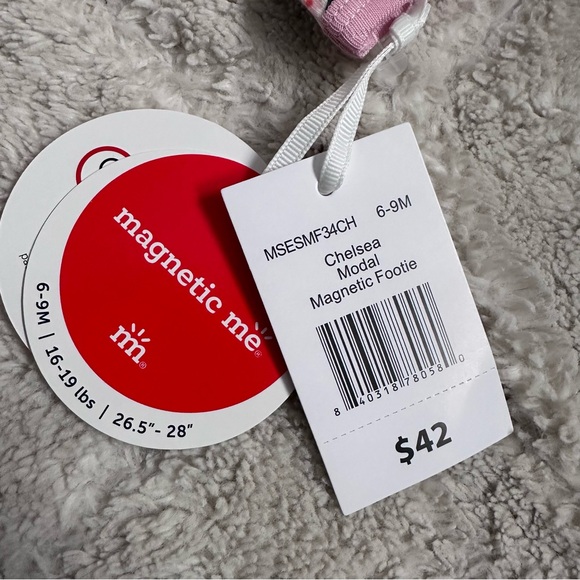 magnetic me®
m®
6-9M | 16-19 lbs | 26.5”- 28”
MSESMF34CH 6-9M
Chelsea
Modal
Magnetic Footie
8 40318 78058 0
$42